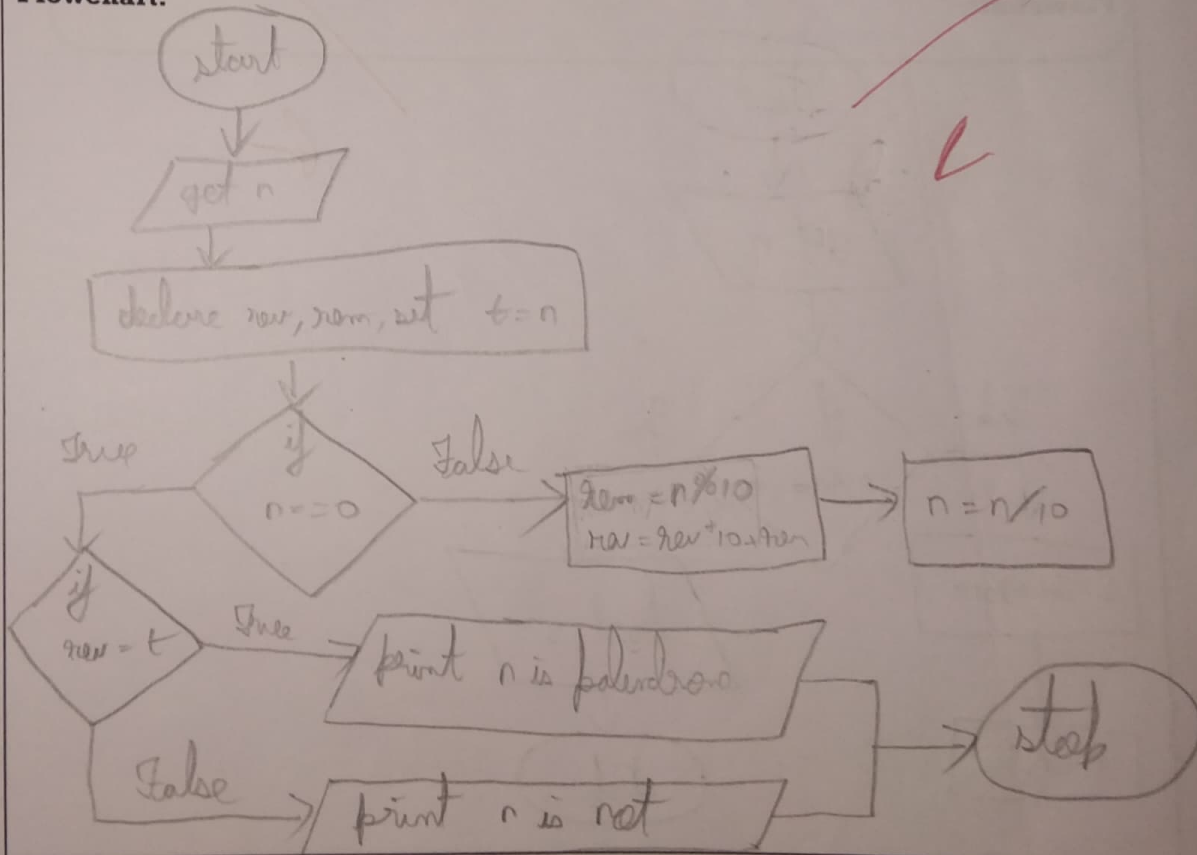 Flowchart:
start
get n
declare rev, rem, set t=n
if
n==0
True
False
rem = n%10
rev = rev*10+rem
n = n/10
if
rev = t
True
print n is
False
print n is not
stop